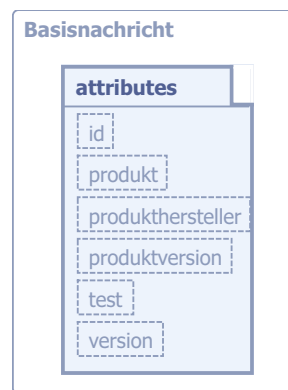 Basisnachricht
attributes
id
produkt
produkthersteller
produktversion
test
version